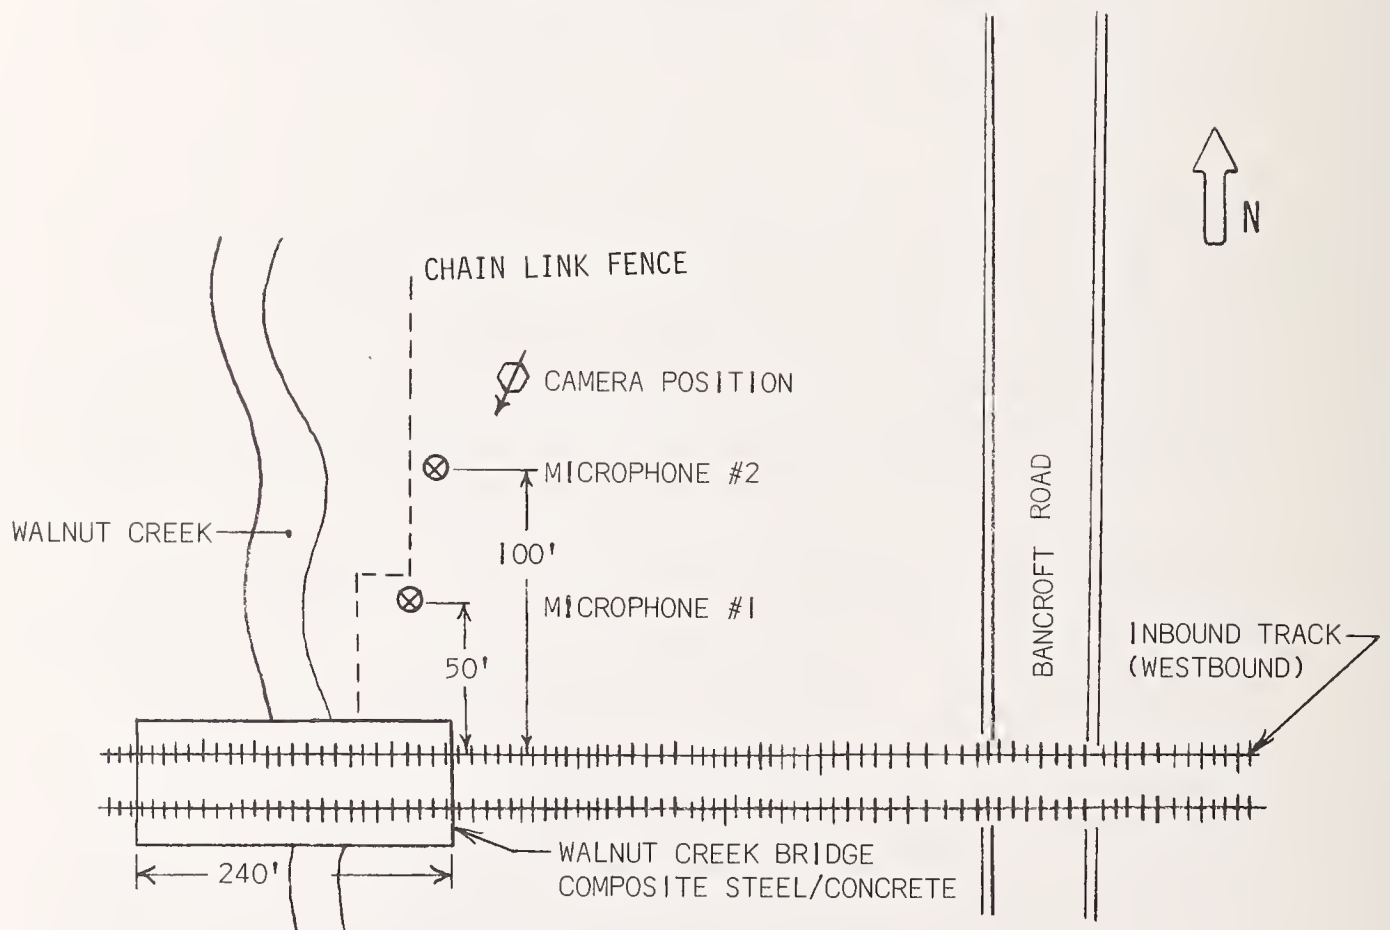 N
CHAIN LINK FENCE
CAMERA POSITION
MICROPHONE #2
WALNUT CREEK
100'
MICROPHONE #1
50'
BANCROFT ROAD
INBOUND TRACK
(WESTBOUND)
240'
WALNUT CREEK BRIDGE
COMPOSITE STEEL/CONCRETE